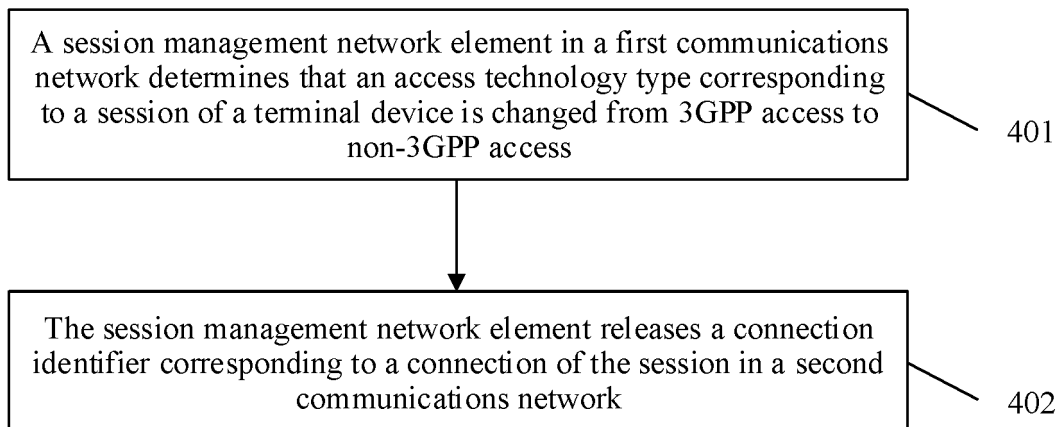 A session management network element in a first communications
network determines that an access technology type corresponding
to a session of a terminal device is changed from 3GPP access to
non-3GPP access
401
The session management network element releases a connection
identifier corresponding to a connection of the session in a second
communications network
402